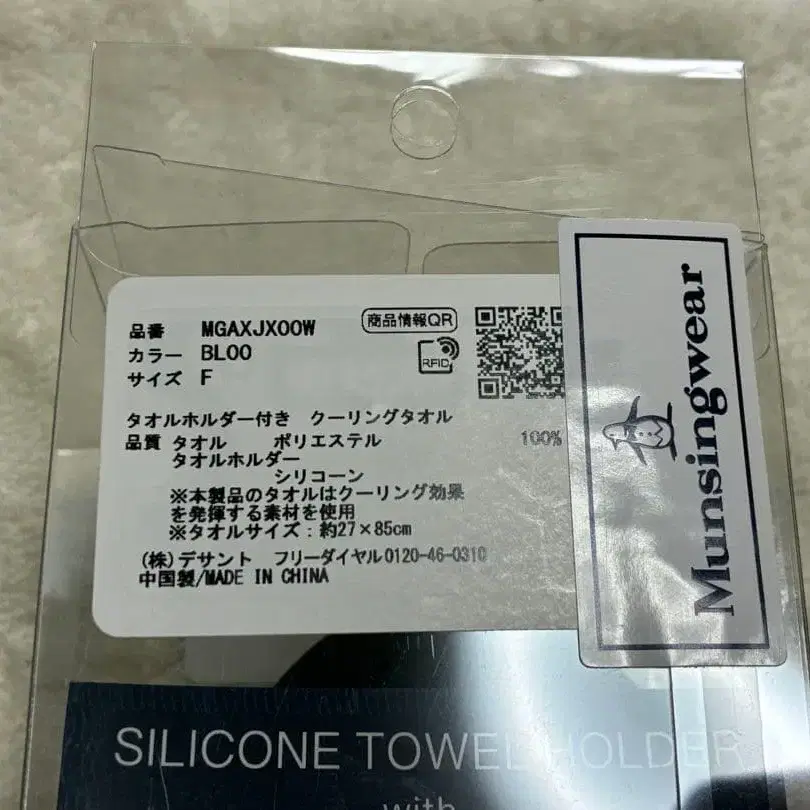 品番 MGAXJX00W
商品情報QR
カラー BL00
RFID
サイズ F
タオルホルダー付き クーリングタオル
品質 タオル ポリエステル 100%
タオルホルダー
シリコーン
※本製品のタオルはクーリング効果
を発揮する素材を使用
※タオルサイズ：約27×85cm
(株)デサント フリーダイヤル0120-46-0310
中国製/MADE IN CHINA
Munsingwear
SILICONE TOWEL HOLDER
with